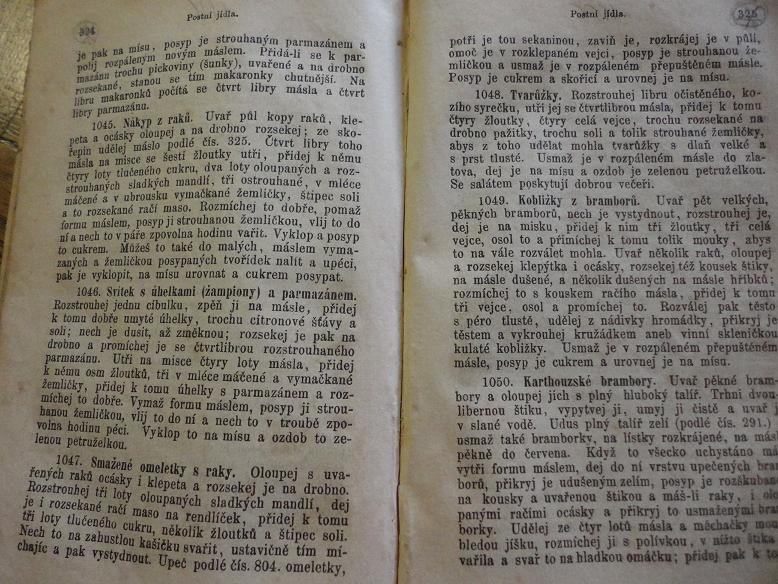 324
Postní jídla.
je pak na mísu, posyp je strouhaným parmazánem a
polij rozpáleným novým máslem. Přidá-li se k par-
mazánu trochu pickoviny (šunky), uvařené a na drobno
rozsekané, stanou se tím makaronky chutnější. Na
libru makaronků počítá se čtvrt libry másla a čtvrt
libry parmazánu.
1045. Nákyp z raků. Uvař půl kopy raků, kle-
peta a ocásky oloupej a na drobno rozsekej; ze sko-
řepin udělej máslo podlé čís. 325. Čtvrt libry toho
másla na misce se šesti žloutky utři, přidej k němu
čtyry loty tlučeného cukru, dva loty oloupaných a roz-
strouhaných sladkých mandlí, tři ostrouhané, v mléce
máčené a v ubrousku vymačkané žemličky, štipec soli
a to rozsekané račí maso. Rozmíchej to dobře, pomaž
formu máslem, posyp ji strouhanou žemličkou, vlij to do
ní a nech to v páře zpovolna hodinu vařit. Vyklop a posyp
to cukrem. Můžeš to také do malých, máslem vyma-
zaných a žemličkou posypaných tvořídek nalít a upéci,
pak je vyklopit, na mísu urovnat a cukrem posypat.
1046. Sritek s úhelkami (žampiony) a parmazánem.
Rozstrouhej jednu cibulku, zpěň ji na másle, přidej
k tomu dobře umyté úhelky, trochu citronové šťávy a
soli; nech je dusit, až změknou; rozsekej je pak na
drobno a promíchej je se čtvrtlibrou rozstrouhaného
parmazánu. Utři na misce čtyry loty másla, přidej
k němu osm žloutků, tři v mléce máčené a vymačkané
žemličky, přidej k tomu úhelky s parmazánem a roz-
míchej to dobře. Vymaž formu máslem, posyp ji strou-
hanou žemličkou, vlij to do ní a nech to v troubě zpo-
volna hodinu péci. Vyklop to na mísu a ozdob to ze-
lenou petruželkou.
1047. Smažené omeletky s raky. Oloupej s uva-
řených raků ocásky i klepeta a rozsekej je na drobno.
Rozstrouhej tři loty oloupaných sladkých mandlí, dej
je i rozsekané račí maso na rendlíček, přidej k tomu
tři loty tlučeného cukru, několik žloutků a štipec soli.
Nech to na zahustlou kašičku svařit, ustavičně tím mí-
chajíc a pak vystydnout. Upeč podlé čís. 804. omeletky,
325
Postní jídla.
potři je tou sekaninou, zaviň je, rozkrájej je v půli,
omoč je v rozklepaném vejci, posyp je strouhanou že-
mličkou a usmaž je v rozpáleném přepuštěném másle.
Posyp je cukrem a skořicí a urovnej je na mísu.
1048. Tvarůžky. Rozstrouhej libru očistěného, ko-
zího syrečku, utři jej se čtvrtlibrou másla, přidej k tomu
čtyry žloutky, čtyry celá vejce, trochu rozsekané na
drobno pažitky, trochu soli a tolik strouhané žemličky,
abys z toho udělat mohla tvarůžky s dlaň velké a
s prst tlusté. Usmaž je v rozpáleném másle do zla-
tova, dej je na mísu a ozdob je zelenou petruželkou.
Se salátem poskytují dobrou večeři.
1049. Kobližky z bramborů. Uvař pět velkých,
pěkných bramborů, nech je vystydnout, rozstrouhej je,
dej je na misku, přidej k nim tři žloutky, tři celá
vejce, osol to a přimíchej k tomu tolik mouky, abys
to na vále rozválet mohla. Uvař několik raků, oloupej
a rozsekej klepýtka i ocásky, rozsekej též kousek štiky,
na másle dušené, a několik dušených na másle hříbků;
rozmíchej to s kouskem račího másla, přidej k tomu
tři vejce, osol a promíchej to. Rozválej pak těsto
s péro tlusté, udělej z nádivky hromádky, přikryj je
těstem a vykrouhej kružádkem aneb vinní skleničkou
kulaté kobližky. Usmaž je v rozpáleném přepuštěném
másle, posyp je cukrem a urovnej je na mísu.
1050. Karthouzské brambory. Uvař pěkné bram-
bory a oloupej jich s plný hluboký talíř. Trhni dvou-
libernou štiku, vypytvej ji, umyj ji čistě a uvař
v slané vodě. Udus plný talíř zelí (podlé čís. 291.)
usmaž také bramborky, na lístky rozkrájené, na másle
pěkně do červena. Když to všecko uchystáno
vytři formu máslem, dej do ní vrstvu upečených bram-
borů, přikryj je udušeným zelím, posyp je
na kousky a uvařenou štikou a máš-li raky, i
panými račími ocásky a přikryj to usmaženými
borky. Udělej ze čtyr lotů másla a měchačky
bledou jíšku, rozmíchej ji s polívkou, v nížto štika
vařila a svař to na hladkou omáčku; přidej pak k